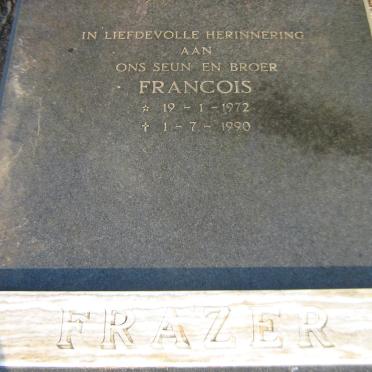 IN LIEFDEVOLLE HERINNERING
AAN
ONS SEUN EN BROER
FRANCOIS
☆ 19 - 1 - 1972
✝ 1 - 7 - 1990
FRAZER